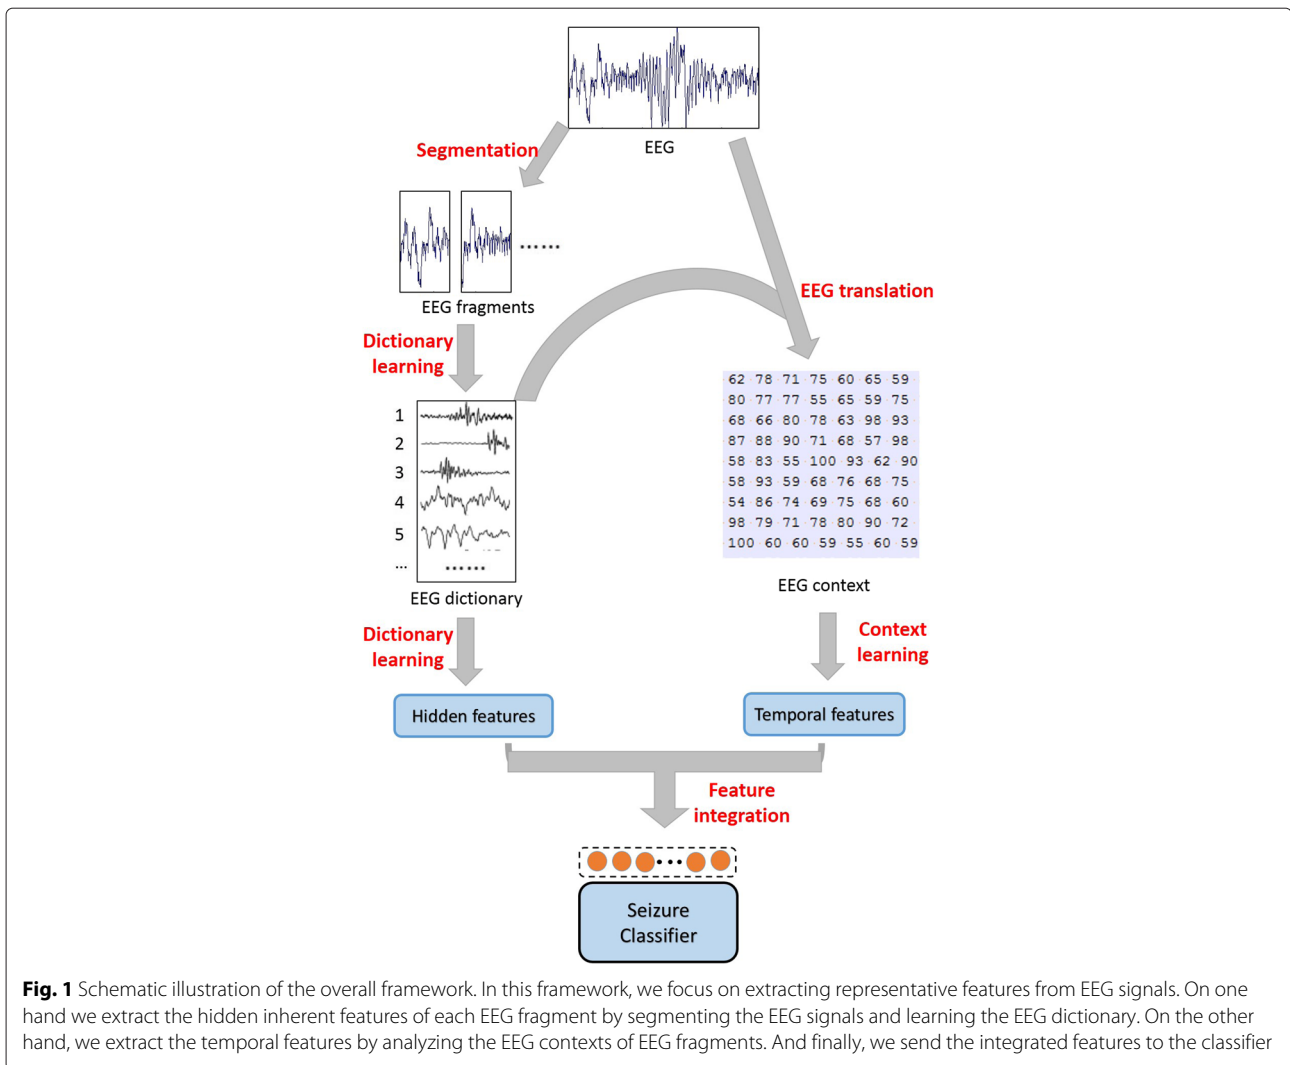 EEG
Segmentation
……
EEG fragments
EEG translation
Dictionary
learning
1
2
3
4
5
...
……
EEG dictionary
62 78 71 75 60 65 59
80 77 77 55 65 59 75
68 66 80 78 63 98 93
87 88 90 71 68 57 98
58 83 55 100 93 62 90
58 93 59 68 76 68 75
54 86 74 69 75 68 60
98 79 71 78 80 90 72
100 60 60 59 55 60 59
EEG context
Dictionary
learning
Context
learning
Hidden features
Temporal features
Feature
integration
Seizure
Classifier
Fig. 1 Schematic illustration of the overall framework. In this framework, we focus on extracting representative features from EEG signals. On one
hand we extract the hidden inherent features of each EEG fragment by segmenting the EEG signals and learning the EEG dictionary. On the other
hand, we extract the temporal features by analyzing the EEG contexts of EEG fragments. And finally, we send the integrated features to the classifier